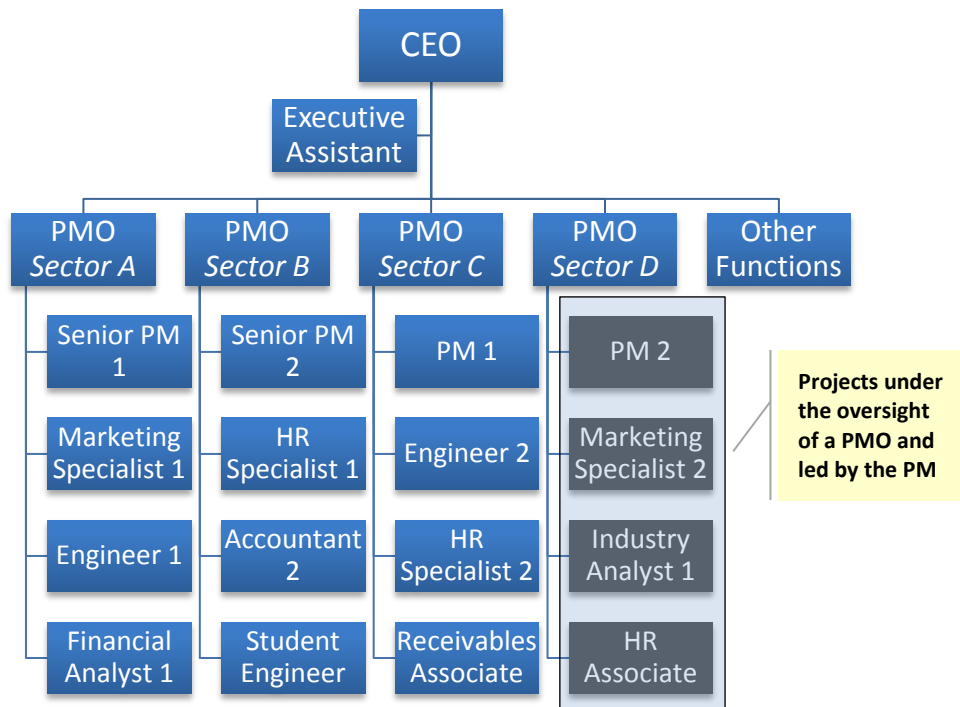 CEO
Executive
Assistant
PMO
Sector A
PMO
Sector B
PMO
Sector C
PMO
Sector D
Other
Functions
Senior PM
1
Marketing
Specialist 1
Engineer 1
Financial
Analyst 1
Senior PM
2
HR
Specialist 1
Accountant
2
Student
Engineer
PM 1
Engineer 2
HR
Specialist 2
Receivables
Associate
PM 2
Marketing
Specialist 2
Industry
Analyst 1
HR
Associate
Projects under
the oversight
of a PMO and
led by the PM